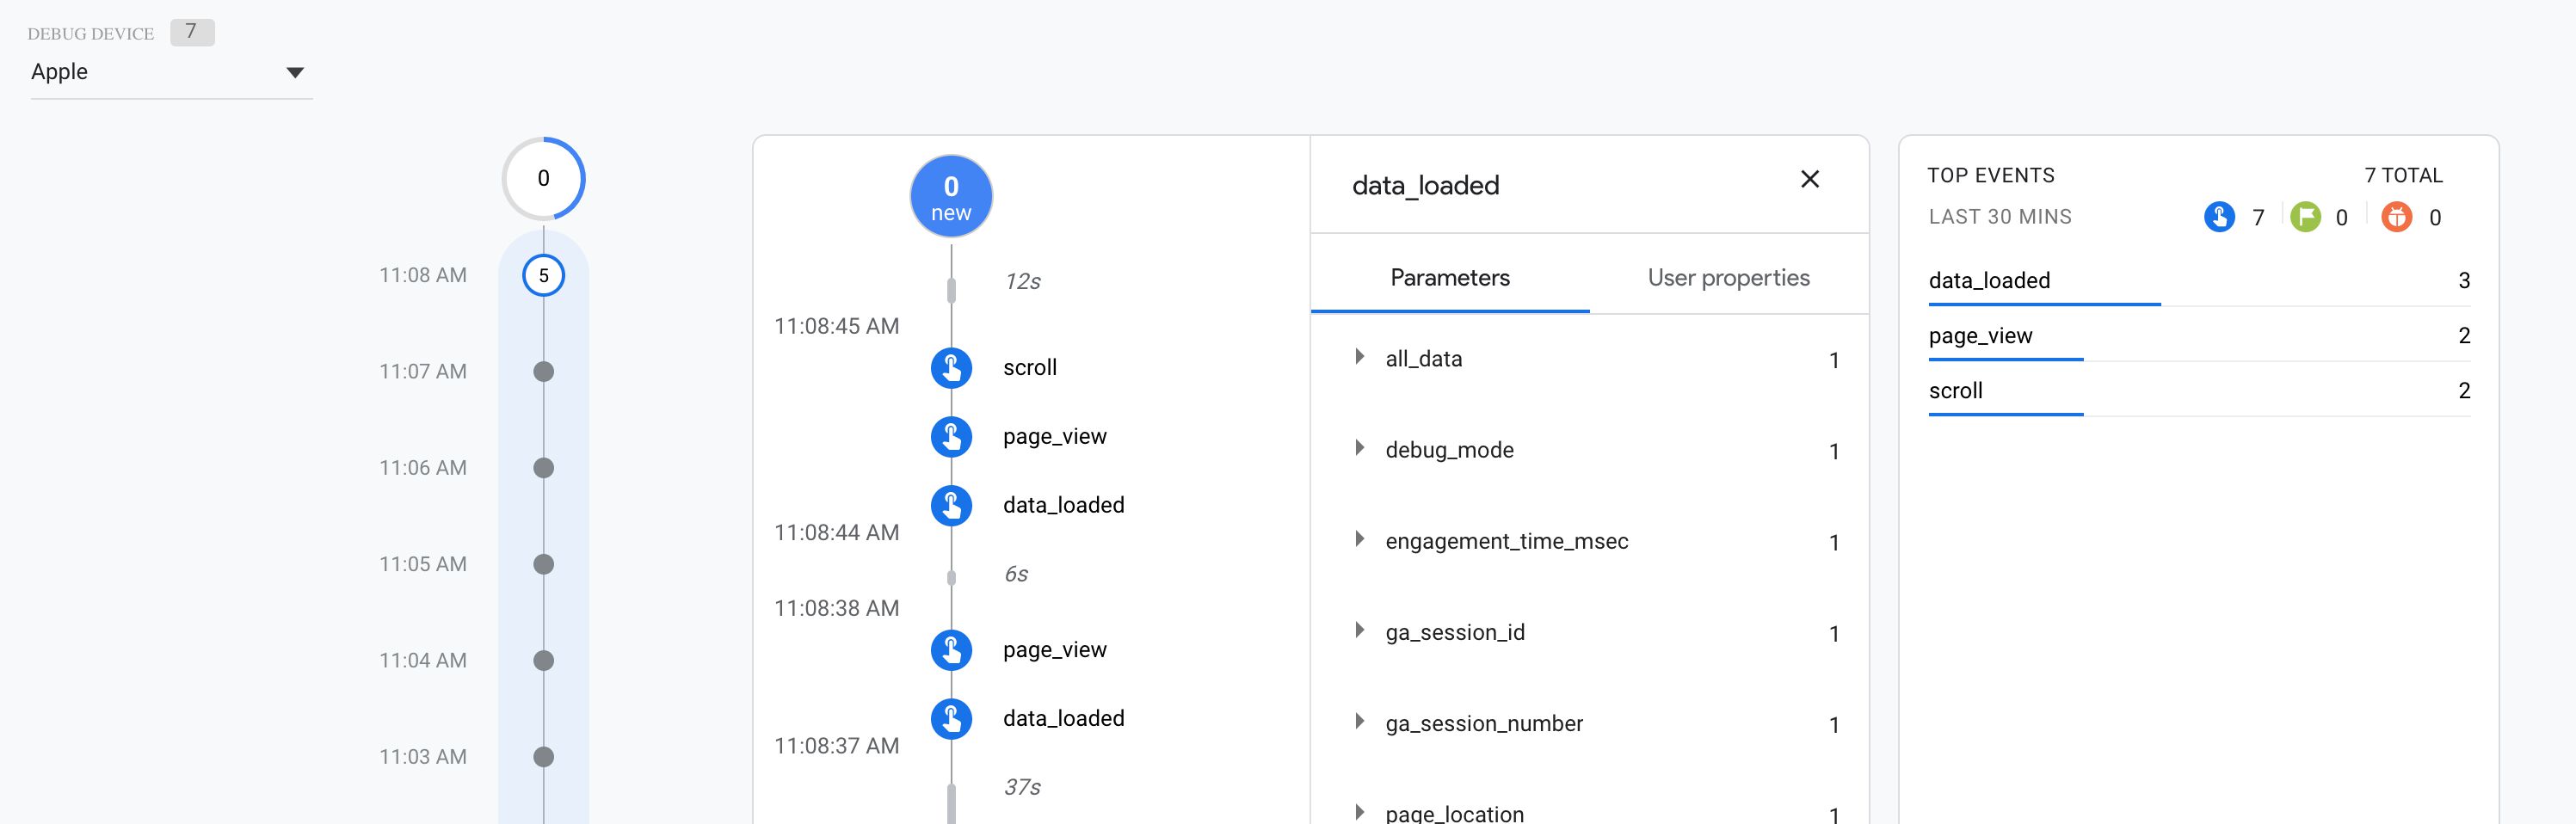 DEBUG DEVICE 7
Apple
0
11:08 AM 5
11:07 AM
11:06 AM
11:05 AM
11:04 AM
11:03 AM
0
new
12s
11:08:45 AM
scroll
page_view
data_loaded
11:08:44 AM
6s
11:08:38 AM
page_view
data_loaded
11:08:37 AM
37s
data_loaded
Parameters User properties
all_data 1
debug_mode 1
engagement_time_msec 1
ga_session_id 1
ga_session_number 1
page_location 1
TOP EVENTS 7 TOTAL
LAST 30 MINS 7 0 0
data_loaded 3
page_view 2
scroll 2